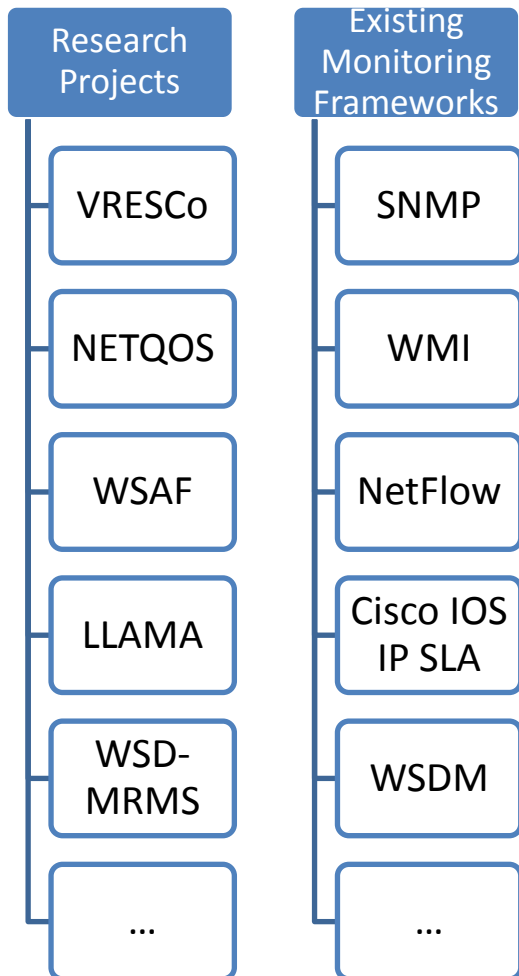 Research
Projects
VRESCo
NETQOS
WSAF
LLAMA
WSD-
MRMS
...
Existing
Monitoring
Frameworks
SNMP
WMI
NetFlow
Cisco IOS
IP SLA
WSDM
...